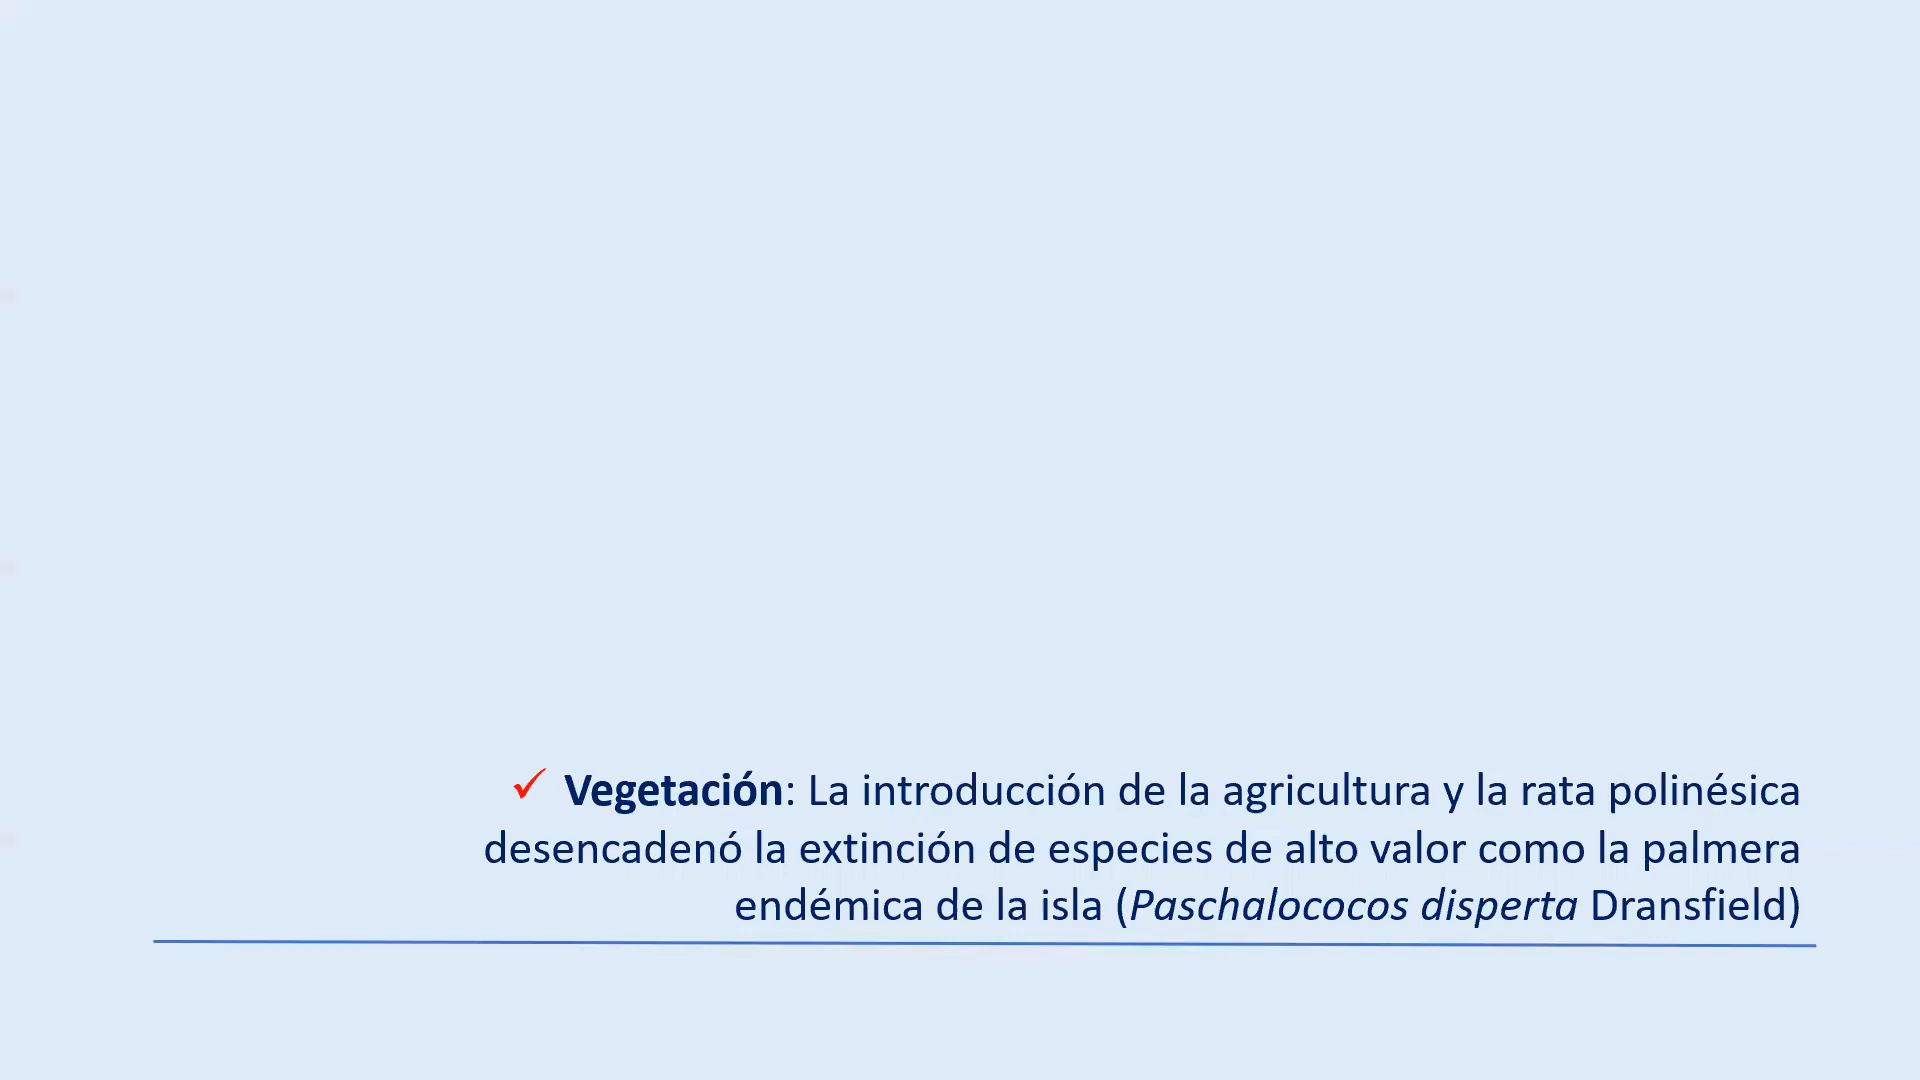 ✓ Vegetación: La introducción de la agricultura y la rata polinésica
desencadenó la extinción de especies de alto valor como la palmera
endémica de la isla (Paschalococos disperta Dransfield)